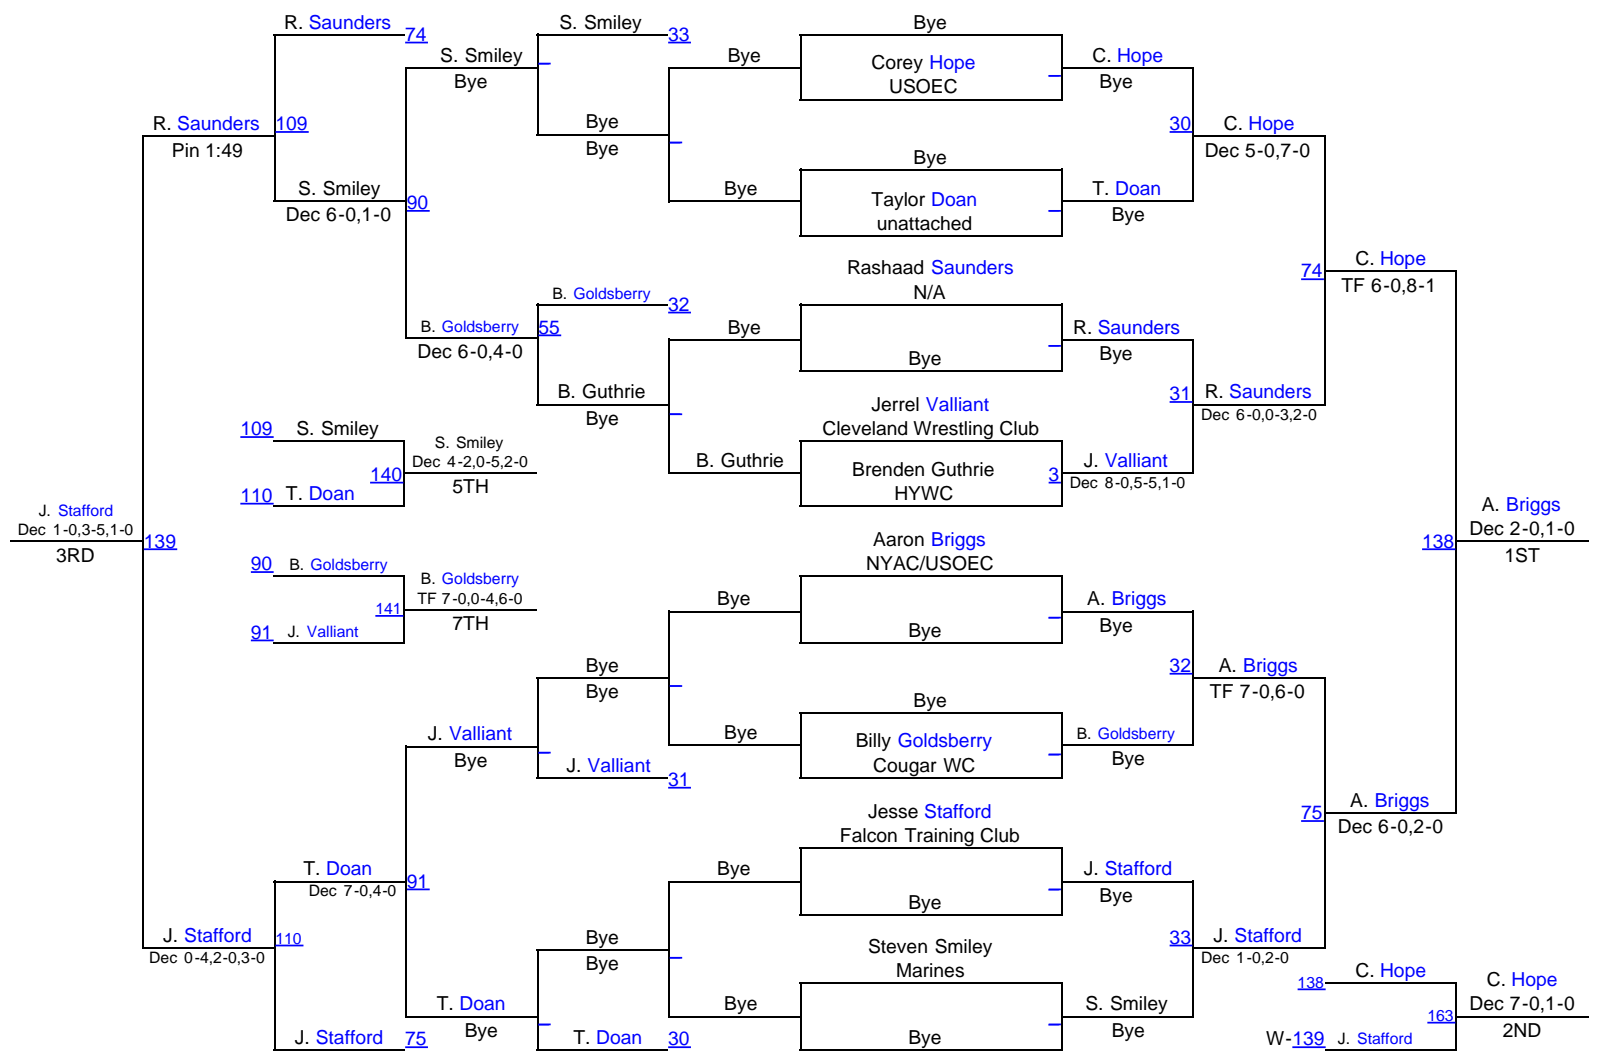 R. Saunders
74
S. Smiley
33
Bye
S. Smiley
Bye
Bye
Corey Hope
USOEC
C. Hope
Bye
R. Saunders
109
Pin 1:49
Bye
Bye
30
C. Hope
Dec 5-0,7-0
Bye
S. Smiley
Dec 6-0,1-0
90
Bye
Taylor Doan
unattached
T. Doan
Bye
Rashaad Saunders
N/A
74
C. Hope
TF 6-0,8-1
B. Goldsberry
32
B. Goldsberry
55
Dec 6-0,4-0
Bye
Bye
R. Saunders
Bye
B. Guthrie
Bye
31
R. Saunders
Dec 6-0,0-3,2-0
Jerrel Valliant
Cleveland Wrestling Club
109
S. Smiley
S. Smiley
Dec 4-2,0-5,2-0
140
5TH
110
T. Doan
B. Guthrie
Brenden Guthrie
HYWC
3
J. Valliant
Dec 8-0,5-5,1-0
J. Stafford
Dec 1-0,3-5,1-0
139
3RD
A. Briggs
Dec 2-0,1-0
138
1ST
Aaron Briggs
NYAC/USOEC
90
B. Goldsberry
B. Goldsberry
TF 7-0,0-4,6-0
141
7TH
91
J. Valliant
Bye
Bye
A. Briggs
Bye
Bye
Bye
32
A. Briggs
TF 7-0,6-0
Bye
J. Valliant
Bye
Bye
Billy Goldsberry
Cougar WC
B. Goldsberry
Bye
J. Valliant
31
Jesse Stafford
Falcon Training Club
75
A. Briggs
Dec 6-0,2-0
T. Doan
Dec 7-0,4-0
91
Bye
Bye
J. Stafford
Bye
J. Stafford
110
Dec 0-4,2-0,3-0
Bye
Bye
Steven Smiley
Marines
33
J. Stafford
Dec 1-0,2-0
138
C. Hope
C. Hope
Dec 7-0,1-0
163
2ND
T. Doan
Bye
Bye
Bye
S. Smiley
Bye
J. Stafford
75
T. Doan
30
W-139
J. Stafford